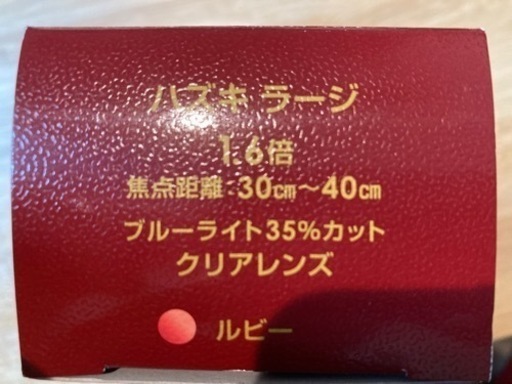 ハズキ ラージ
1.6倍
焦点距離:30cm〜40cm
ブルーライト35%カット
クリアレンズ
ルビー